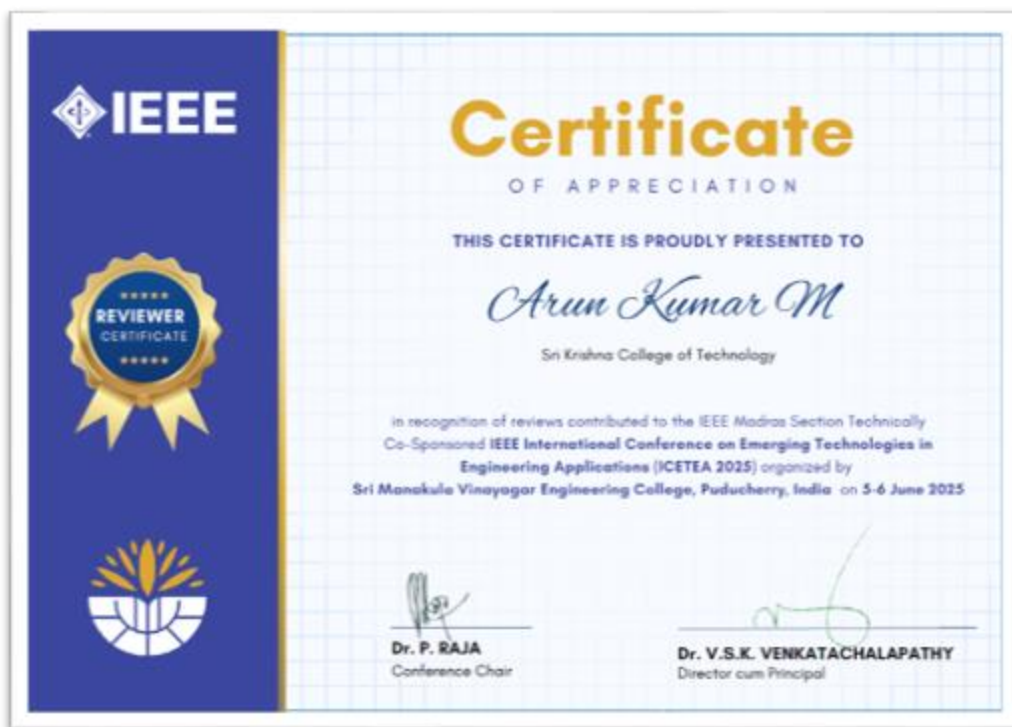 IEEE
Certificate
OF APPRECIATION
THIS CERTIFICATE IS PROUDLY PRESENTED TO
Arun Kumar M
Sri Krishna College of Technology
REVIEWER
CERTIFICATE
in recognition of reviews contributed to the IEEE Madras Section Technically
Co-Sponsored IEEE International Conference on Emerging Technologies in
Engineering Applications (ICETEA 2025) organized by
Sri Manakula Vinayagar Engineering College, Puducherry, India on 5-6 June 2025
Dr. P. RAJA
Conference Chair
Dr. V.S.K. VENKATACHALAPATHY
Director cum Principal